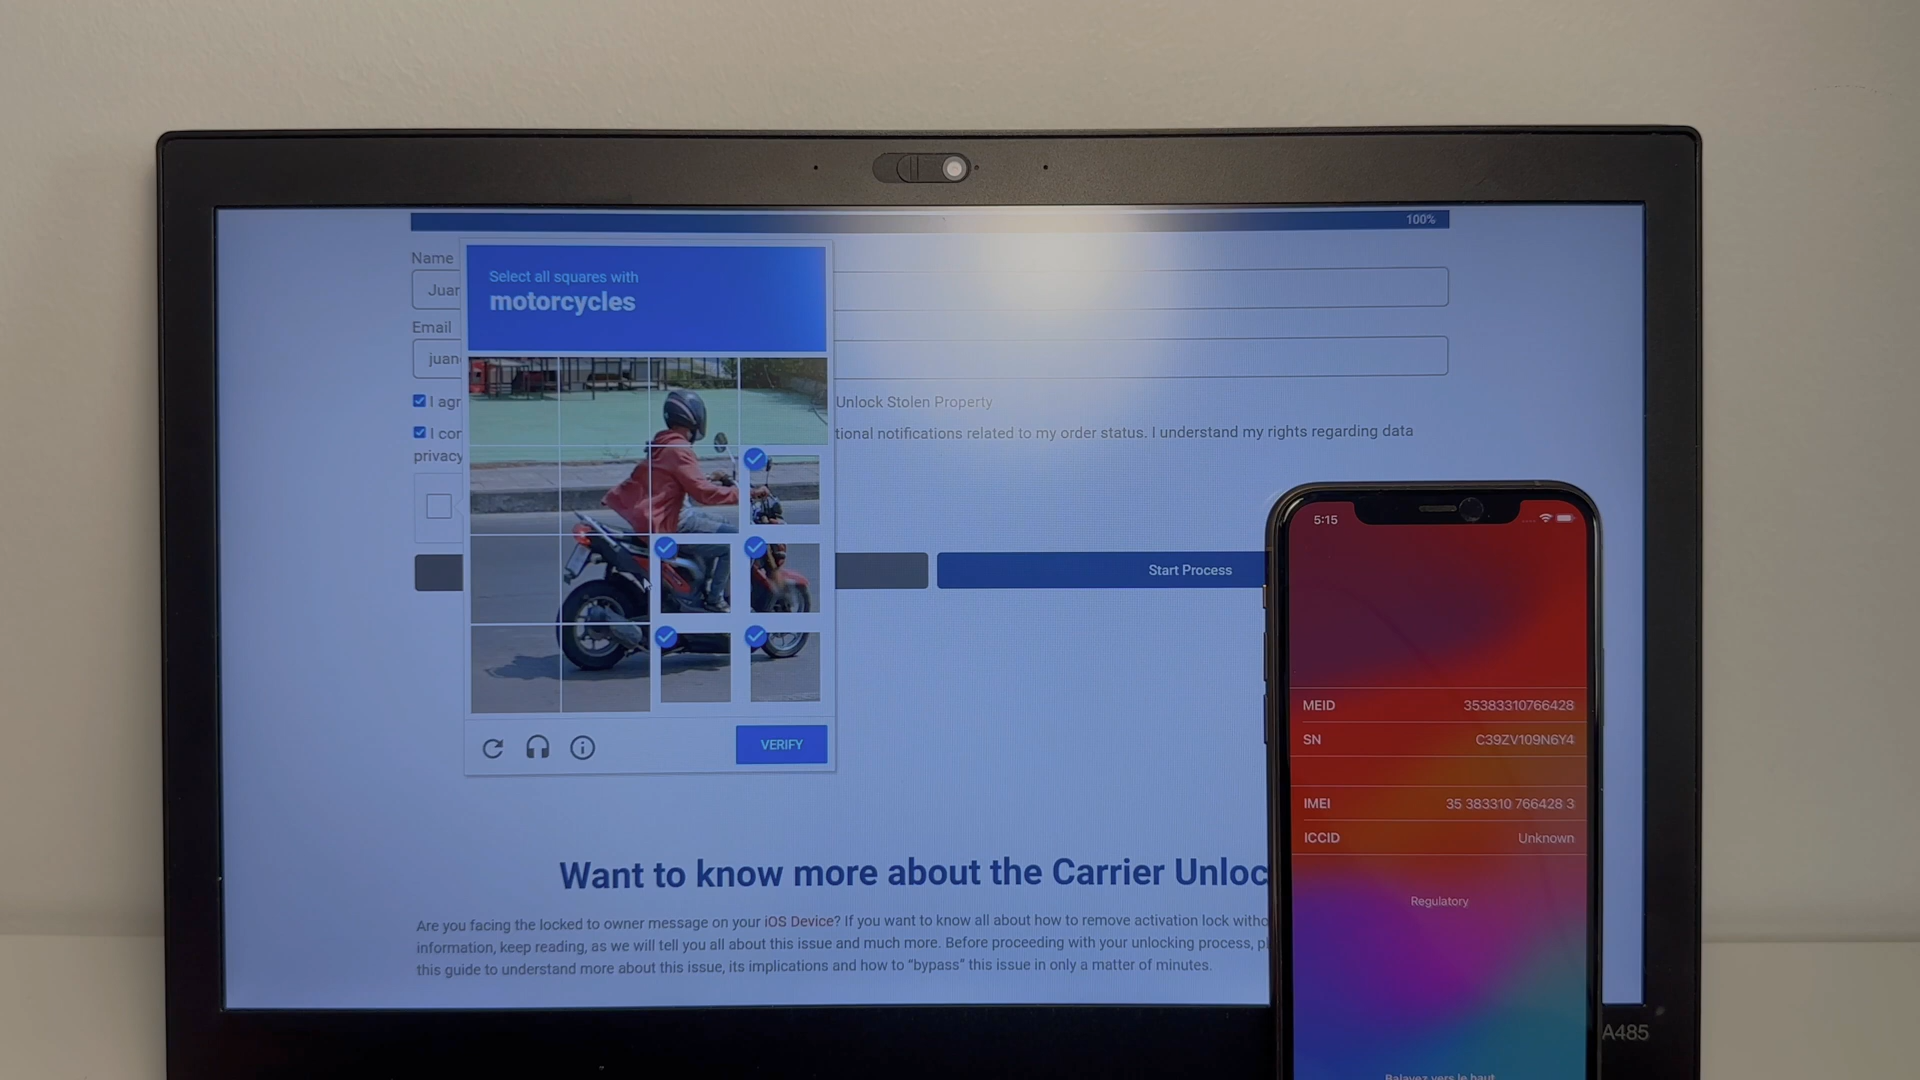 100%
Name
Juan
Email
juan
Select all squares with
motorcycles
I agr
Unlock Stolen Property
I cor
tional notifications related to my order status. I understand my rights regarding data
privacy
Start Process
VERIFY
Want to know more about the Carrier Unloc
Are you facing the locked to owner message on your iOS Device? If you want to know all about how to remove activation lock witho
information, keep reading, as we will tell you all about this issue and much more. Before proceeding with your unlocking process, pl
this guide to understand more about this issue, its implications and how to “bypass” this issue in only a matter of minutes.
5:15
MEID 35383310766428
SN C39ZV109N6Y4
IMEI 35 383310 766428 3
ICCID Unknown
Regulatory
Balayez vers le haut
A485